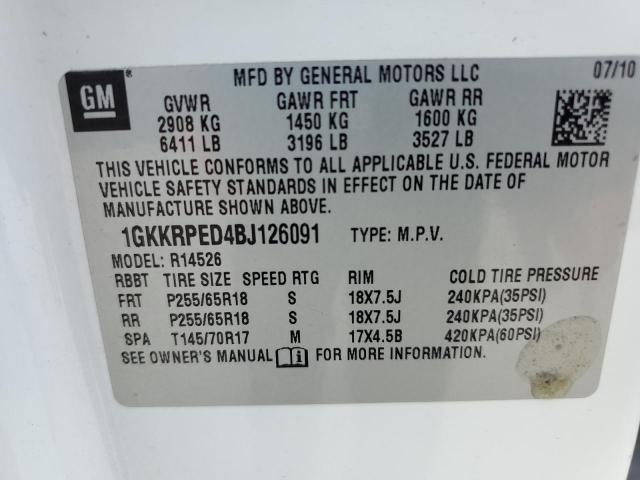 GM
MFD BY GENERAL MOTORS LLC 07/10
GVWR GAWR FRT GAWR RR
2908 KG 1450 KG 1600 KG
6411 LB 3196 LB 3527 LB
THIS VEHICLE CONFORMS TO ALL APPLICABLE U.S. FEDERAL MOTOR
VEHICLE SAFETY STANDARDS IN EFFECT ON THE DATE OF
MANUFACTURE SHOWN ABOVE.
1GKKRPED4BJ126091 TYPE: M.P.V.
MODEL: R14526
RBBT TIRE SIZE SPEED RTG RIM COLD TIRE PRESSURE
FRT P255/65R18 S 18X7.5J 240KPA(35PSI)
RR P255/65R18 S 18X7.5J 240KPA(35PSI)
SPA T145/70R17 M 17X4.5B 420KPA(60PSI)
SEE OWNER'S MANUAL FOR MORE INFORMATION.